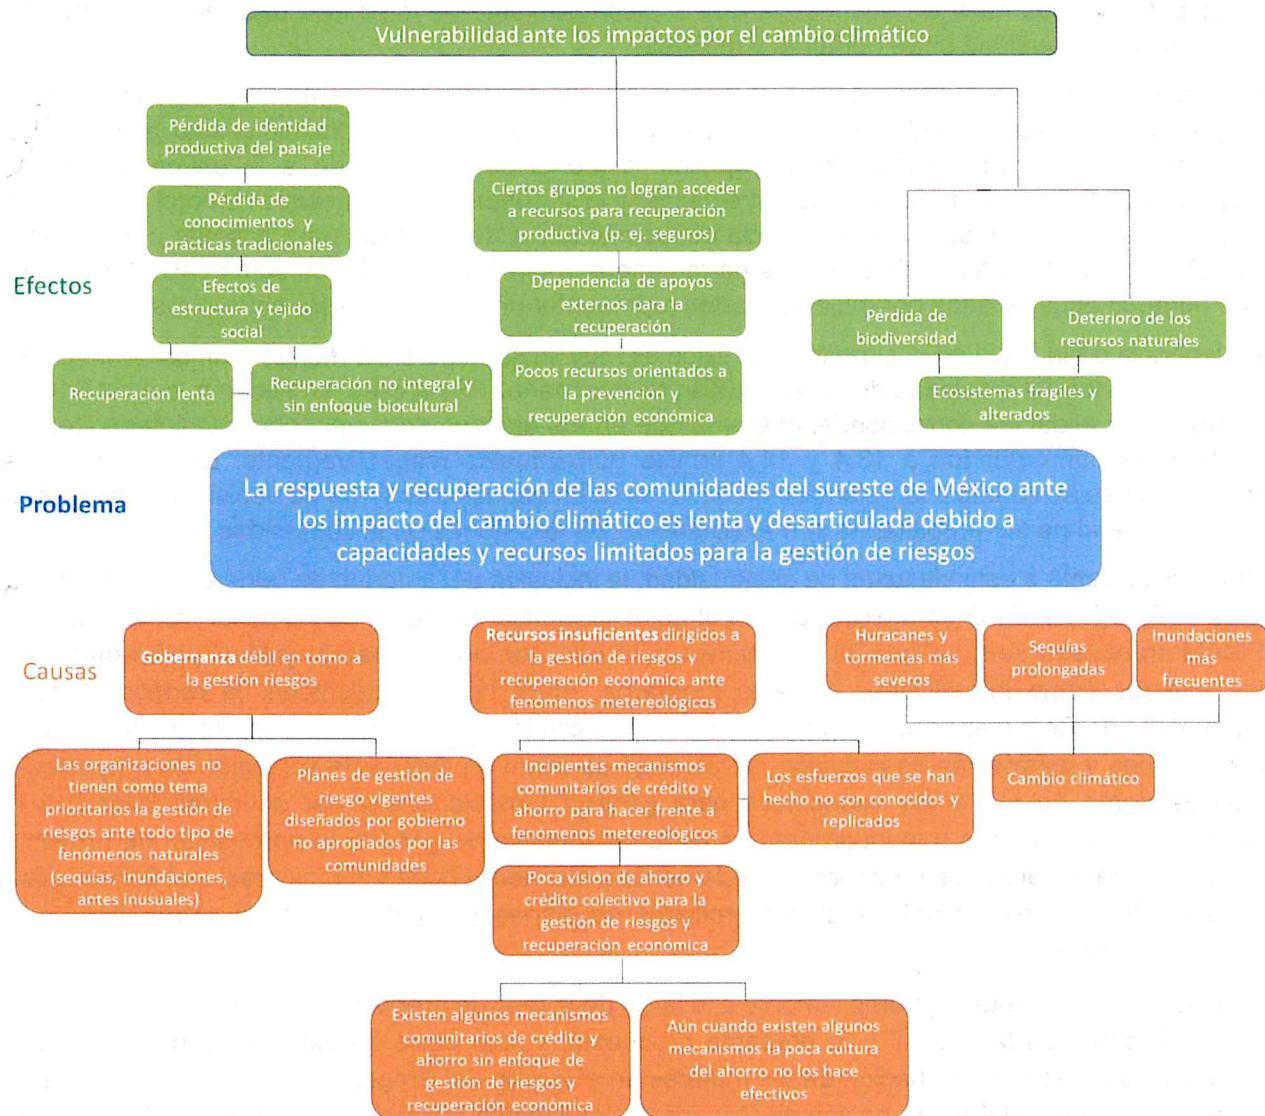 Vulnerabilidad ante los impactos por el cambio climático
Pérdida de identidad
productiva del paisaje
Pérdida de
conocimientos y
prácticas tradicionales
Efectos de
estructura y tejido
social
Recuperación lenta
Recuperación no integral y
sin enfoque biocultural
Ciertos grupos no logran acceder
a recursos para recuperación
productiva (p. ej. seguros)
Dependencia de apoyos
externos para la
recuperación
Pocos recursos orientados a
la prevención y
recuperación económica
Pérdida de
biodiversidad
Deterioro de los
recursos naturales
Ecosistemas frágiles y
alterados
Efectos
Problema
La respuesta y recuperación de las comunidades del sureste de México ante
los impacto del cambio climático es lenta y desarticulada debido a
capacidades y recursos limitados para la gestión de riesgos
Causas
Gobernanza débil en torno a
la gestión riesgos
Las organizaciones no
tienen como tema
prioritarios la gestión de
riesgos ante todo tipo de
fenómenos naturales
(sequías, inundaciones,
antes inusuales)
Planes de gestión de
riesgo vigentes
diseñados por gobierno
no apropiados por las
comunidades
Recursos insuficientes dirigidos a
la gestión de riesgos y
recuperación económica ante
fenómenos metereológicos
Incipientes mecanismos
comunitarios de crédito y
ahorro para hacer frente a
fenómenos metereológicos
Los esfuerzos que se han
hecho no son conocidos y
replicados
Poca visión de ahorro y
crédito colectivo para la
gestión de riesgos y
recuperación económica
Existen algunos mecanismos
comunitarios de crédito y
ahorro sin enfoque de
gestión de riesgos y
recuperación económica
Aún cuando existen algunos
mecanismos la poca cultura
del ahorro no los hace
efectivos
Huracanes y
tormentas más
severos
Sequías
prolongadas
Inundaciones
más
frecuentes
Cambio climático